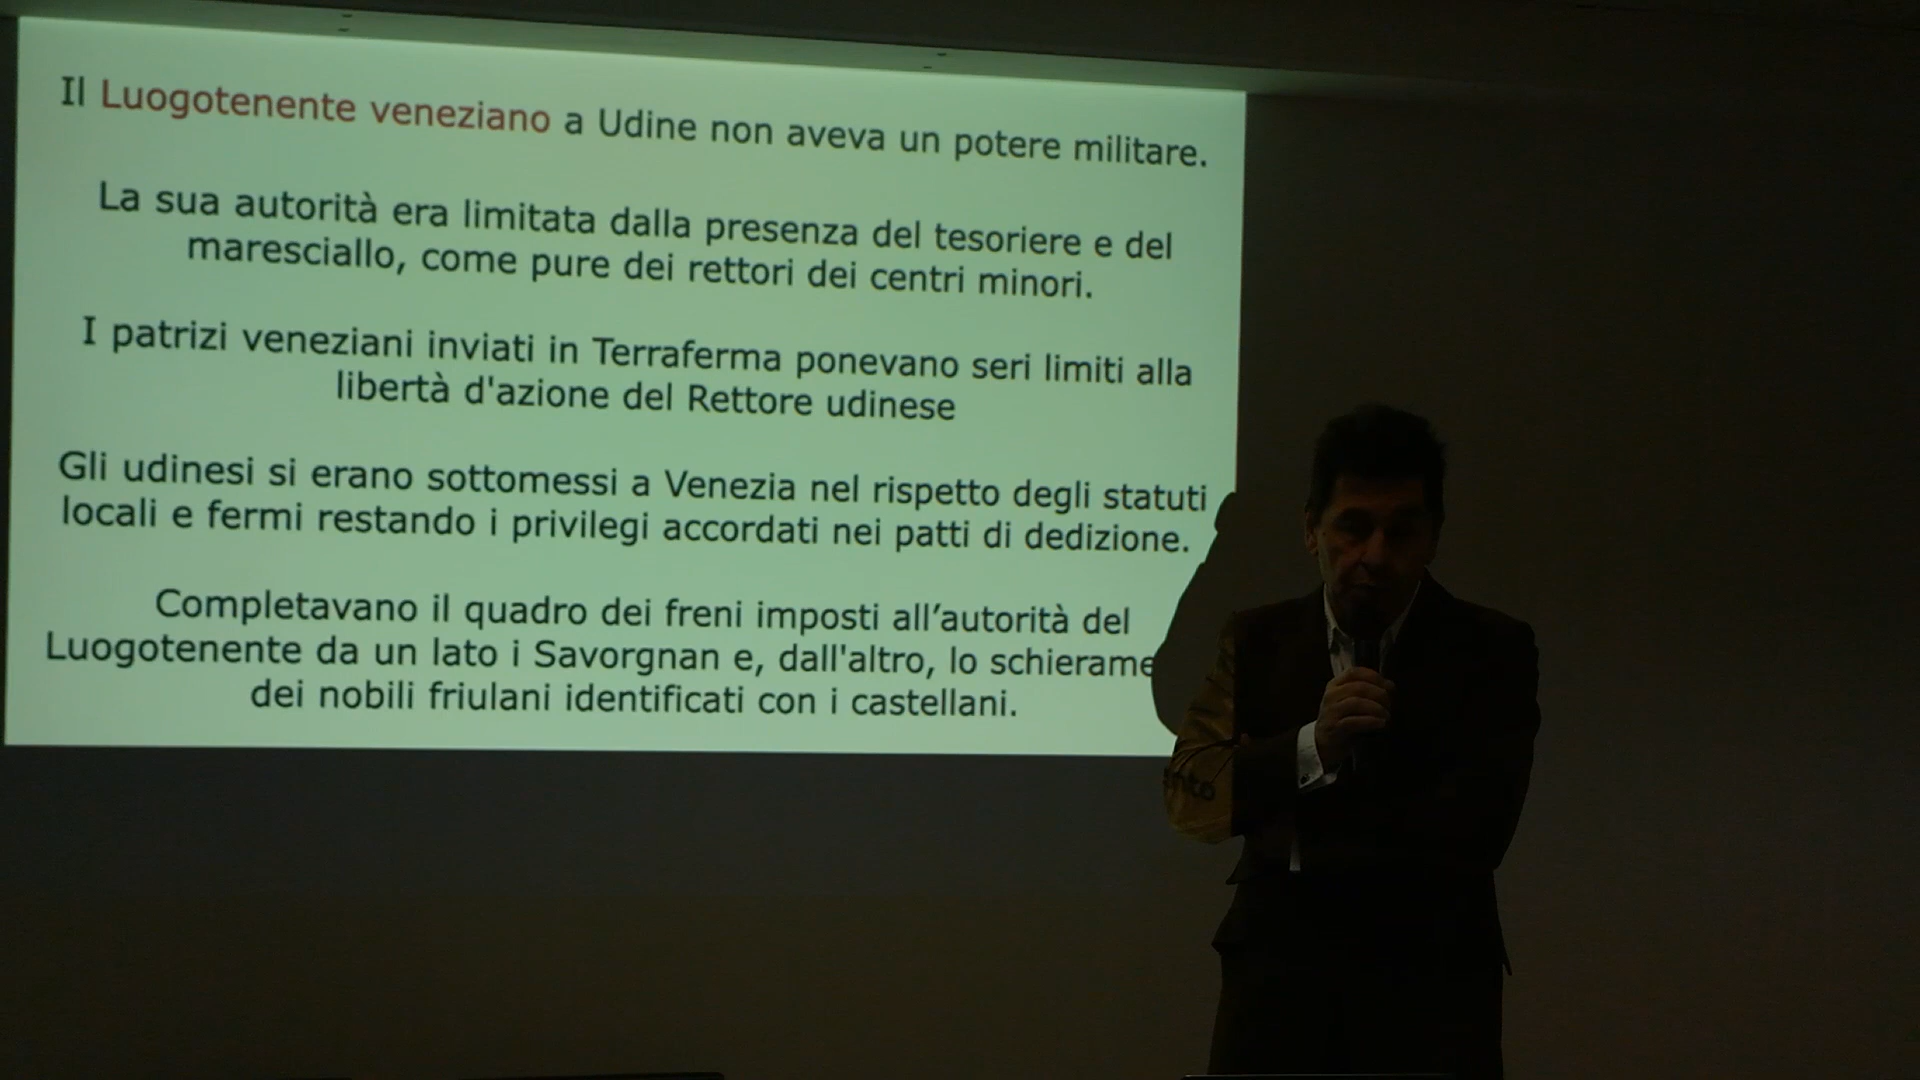 Il Luogotenente veneziano a Udine non aveva un potere militare.
La sua autorità era limitata dalla presenza del tesoriere e del
maresciallo, come pure dei rettori dei centri minori.
I patrizi veneziani inviati in Terraferma ponevano seri limiti alla
libertà d'azione del Rettore udinese
Gli udinesi si erano sottomessi a Venezia nel rispetto degli statuti
locali e fermi restando i privilegi accordati nei patti di dedizione.
Completavano il quadro dei freni imposti all’autorità del
Luogotenente da un lato i Savorgnan e, dall'altro, lo schierame
dei nobili friulani identificati con i castellani.